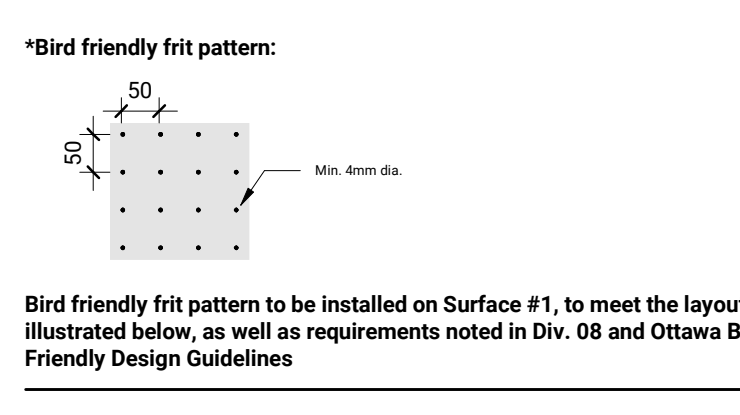 *Bird friendly frit pattern:
50
50
Min. 4mm dia.
Bird friendly frit pattern to be installed on Surface #1, to meet the layout
illustrated below, as well as requirements noted in Div. 08 and Ottawa B
Friendly Design Guidelines